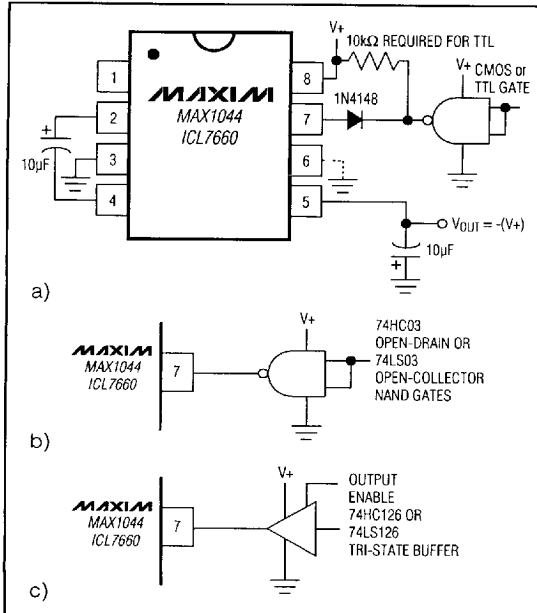 V+
10kΩ REQUIRED FOR TTL
1
8
V+
CMOS or
TTL GATE
MAXIM
MAX1044
ICL7660
1N4148
+
2
7
10µF
3
6
4
5
VOUT = -(V+)
10µF
+
a)
MAXIM
MAX1044
ICL7660
7
V+
74HC03
OPEN-DRAIN OR
74LS03
OPEN-COLLECTOR
NAND GATES
b)
MAXIM
MAX1044
ICL7660
7
V+
OUTPUT
ENABLE
74HC126 OR
74LS126
TRI-STATE BUFFER
c)